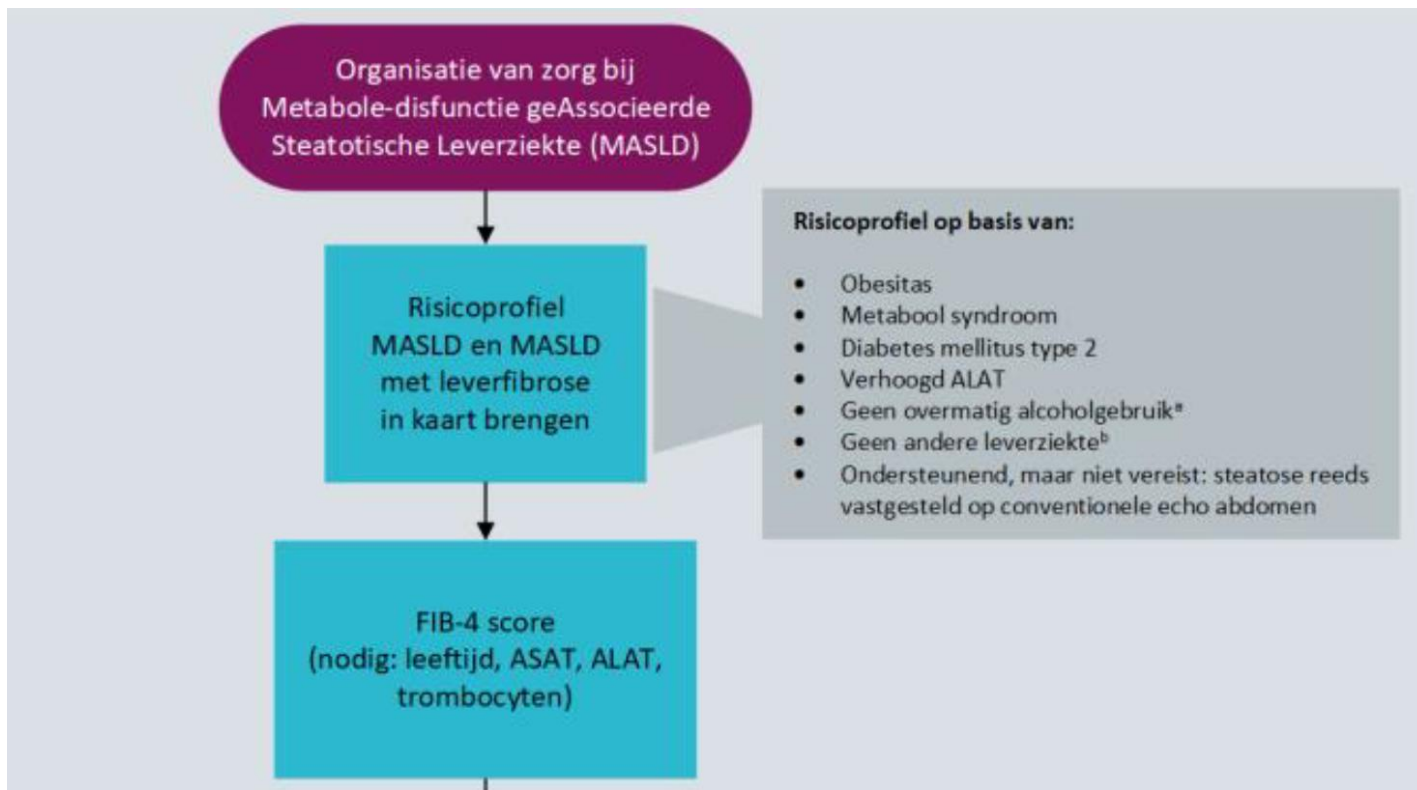 Organisatie van zorg bij
Metabole-disfunctie geAssocieerde
Steatotische Leverziekte (MASLD)
Risicoprofiel
MASLD en MASLD
met leverfibrose
in kaart brengen
Risicoprofiel op basis van:
• Obesitas
• Metabool syndroom
• Diabetes mellitus type 2
• Verhoogd ALAT
• Geen overmatig alcoholgebruikᵃ
• Geen andere leverziekteᵇ
• Ondersteunend, maar niet vereist: steatose reeds
vastgesteld op conventionele echo abdomen
FIB-4 score
(nodig: leeftijd, ASAT, ALAT,
trombocyten)